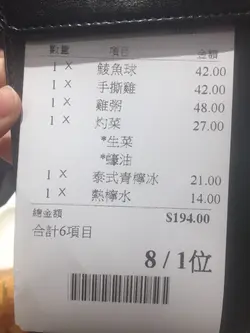 數量 項目 金額
1 X 鯪魚球 42.00
1 X 手撕雞 42.00
1 X 雞粥 48.00
1 X 灼菜 27.00
*生菜
*蠔油
1 X 泰式青檸冰 21.00
1 X 熱檸水 14.00
總金額 $194.00
合計6項目
8 / 1位